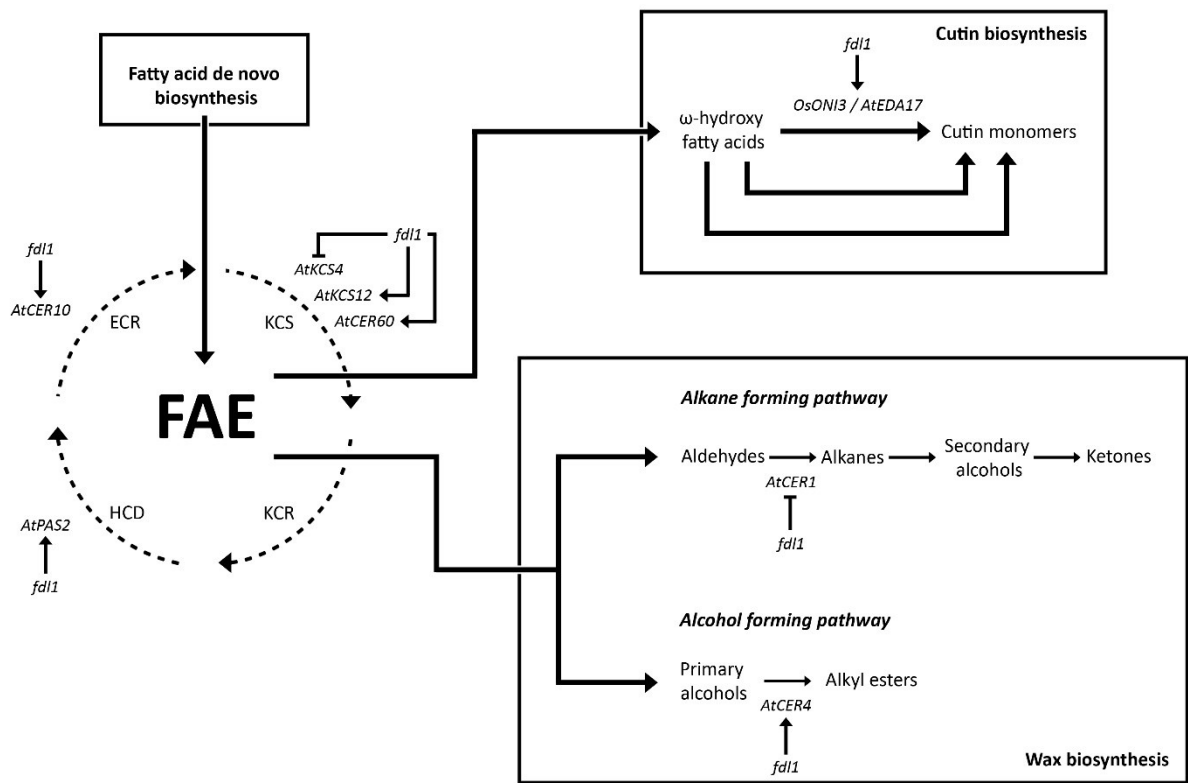 Fatty acid de novo
biosynthesis
Cutin biosynthesis
fdl1
OsONI3 / AtEDA17
ω-hydroxy
fatty acids
Cutin monomers
fdl1
AtKCS4
AtKCS12
AtCER60
fdl1
AtCER10
ECR
KCS
FAE
HCD
KCR
AtPAS2
fdl1
Alkane forming pathway
Aldehydes
Alkanes
Secondary
alcohols
Ketones
AtCER1
fdl1
Alcohol forming pathway
Primary
alcohols
Alkyl esters
AtCER4
fdl1
Wax biosynthesis